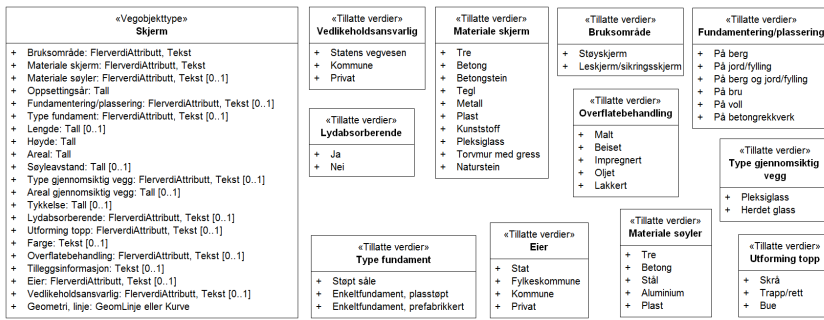 «Vegobjekttype»
Skjerm
+ Bruksområde: FlerverdiAttributt, Tekst
+ Materiale skjerm: FlerverdiAttributt, Tekst
+ Materiale søyler: FlerverdiAttributt, Tekst [0..1]
+ Oppsettingsår: Tall
+ Fundamentering/plassering: FlerverdiAttributt, Tekst [0..1]
+ Type fundament: FlerverdiAttributt, Tekst [0..1]
+ Lengde: Tall [0..1]
+ Høyde: Tall
+ Areal: Tall
+ Søyleavstand: Tall [0..1]
+ Type gjennomsiktig vegg: FlerverdiAttributt, Tekst [0..1]
+ Areal gjennomsiktig vegg: Tall [0..1]
+ Tykkelse: Tall [0..1]
+ Lydabsorberende: FlerverdiAttributt, Tekst [0..1]
+ Utforming topp: FlerverdiAttributt, Tekst [0..1]
+ Farge: Tekst [0..1]
+ Overflatebehandling: FlerverdiAttributt, Tekst [0..1]
+ Tilleggsinformasjon: Tekst [0..1]
+ Eier: FlerverdiAttributt, Tekst [0..1]
+ Vedlikeholdsansvarlig: FlerverdiAttributt, Tekst [0..1]
+ Geometri, linje: GeomLinje eller Kurve
«Tillatte verdier»
Vedlikeholdsansvarlig
+ Statens vegvesen
+ Kommune
+ Privat
«Tillatte verdier»
Lydabsorberende
+ Ja
+ Nei
«Tillatte verdier»
Materiale skjerm
+ Tre
+ Betong
+ Betongstein
+ Tegl
+ Metall
+ Plast
+ Kunststoff
+ Pleksiglass
+ Torvmur med gress
+ Naturstein
«Tillatte verdier»
Bruksområde
+ Støyskjerm
+ Leskjerm/sikringsskjerm
«Tillatte verdier»
Overflatebehandling
+ Malt
+ Beiset
+ Impregnert
+ Oljet
+ Lakkert
«Tillatte verdier»
Fundamentering/plassering
+ På berg
+ På jord/fylling
+ På berg og jord/fylling
+ På bru
+ På voll
+ På betongrekkverk
«Tillatte verdier»
Type gjennomsiktig
vegg
+ Pleksiglass
+ Herdet glass
«Tillatte verdier»
Type fundament
+ Støpt såle
+ Enkeltfundament, plasstøpt
+ Enkeltfundament, prefabrikkert
«Tillatte verdier»
Eier
+ Stat
+ Fylkeskommune
+ Kommune
+ Privat
«Tillatte verdier»
Materiale søyler
+ Tre
+ Betong
+ Stål
+ Aluminium
+ Plast
«Tillatte verdier»
Utforming topp
+ Skrå
+ Trapp/rett
+ Bue